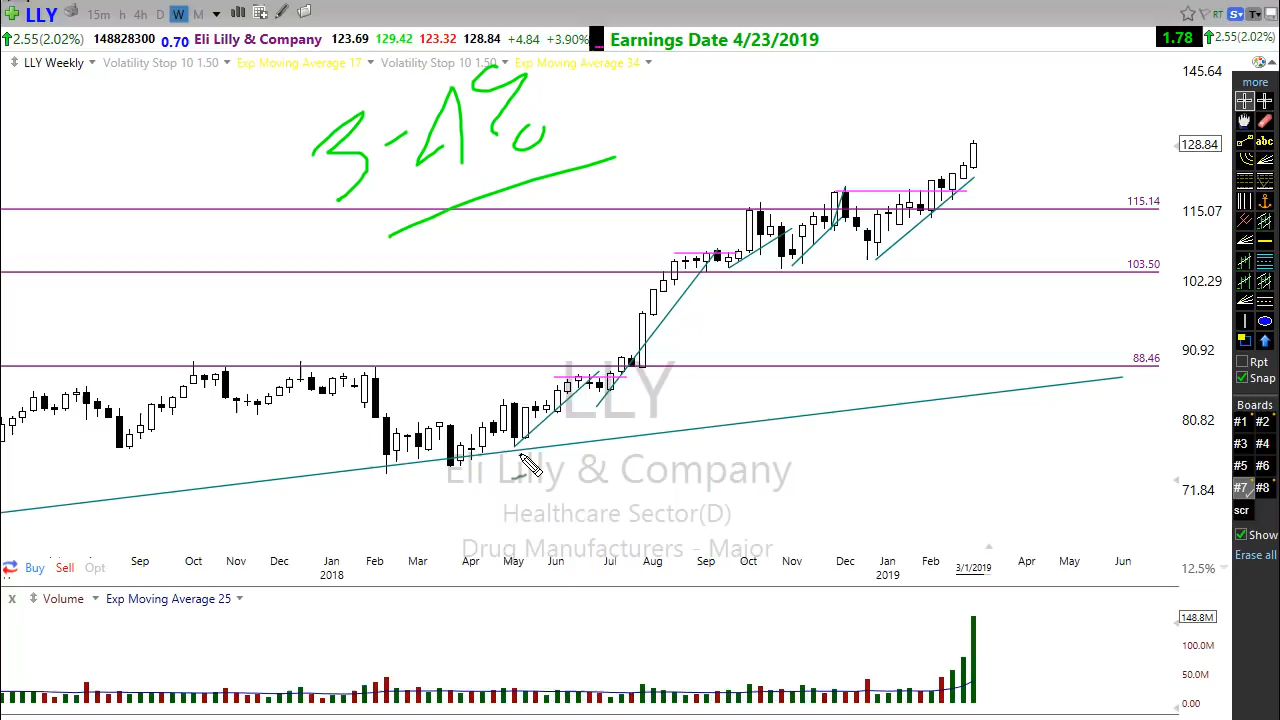 LLY 15m h 4h D W M RT S T
2.55(2.02%) 148828300 0.70 Eli Lilly & Company 123.69 129.42 123.32 128.84 +4.84 +3.90% Earnings Date 4/23/2019 1.78 2.55(2.02%)
LLY Weekly Volatility Stop 10 1.50 Exp Moving Average 17 Volatility Stop 10 1.50 Exp Moving Average 34
3-4%
145.64
128.84
115.14
115.07
103.50
102.29
88.46
90.92
80.82
71.84
LLY
Eli Lilly & Company
Healthcare Sector(D)
Drug Manufacturers - Major
Sep Oct Nov Dec Jan Feb Mar Apr May Jun Jul Aug Sep Oct Nov Dec Jan Feb Apr May Jun
2018 2019 3/1/2019
Buy Sell Opt
12.5%
X Volume Exp Moving Average 25
148.8M
100.0M
50.0M
0.00
more
abc
Rpt
Snap
Boards
#1 #2
#3 #4
#5 #6
#7 #8
scr
Show
Erase all